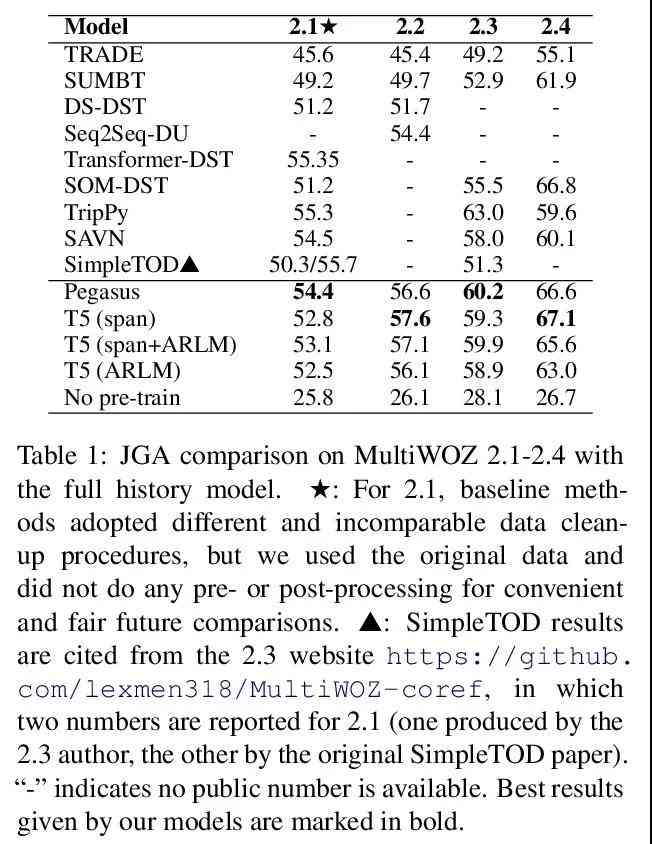 Model 2.1★ 2.2 2.3 2.4
TRADE 45.6 45.4 49.2 55.1
SUMBT 49.2 49.7 52.9 61.9
DS-DST 51.2 51.7 - -
Seq2Seq-DU - 54.4 - -
Transformer-DST 55.35 - - -
SOM-DST 51.2 - 55.5 66.8
TripPy 55.3 - 63.0 59.6
SAVN 54.5 - 58.0 60.1
SimpleTOD▲ 50.3/55.7 - 51.3 -
Pegasus 54.4 56.6 60.2 66.6
T5 (span) 52.8 57.6 59.3 67.1
T5 (span+ARLM) 53.1 57.1 59.9 65.6
T5 (ARLM) 52.5 56.1 58.9 63.0
No pre-train 25.8 26.1 28.1 26.7
Table 1: JGA comparison on MultiWOZ 2.1-2.4 with
the full history model. ★: For 2.1, baseline meth-
ods adopted different and incomparable data clean-
up procedures, but we used the original data and
did not do any pre- or post-processing for convenient
and fair future comparisons. ▲: SimpleTOD results
are cited from the 2.3 website https://github.
com/lexmen318/MultiWOZ-coref, in which
two numbers are reported for 2.1 (one produced by the
2.3 author, the other by the original SimpleTOD paper).
“-” indicates no public number is available. Best results
given by our models are marked in bold.